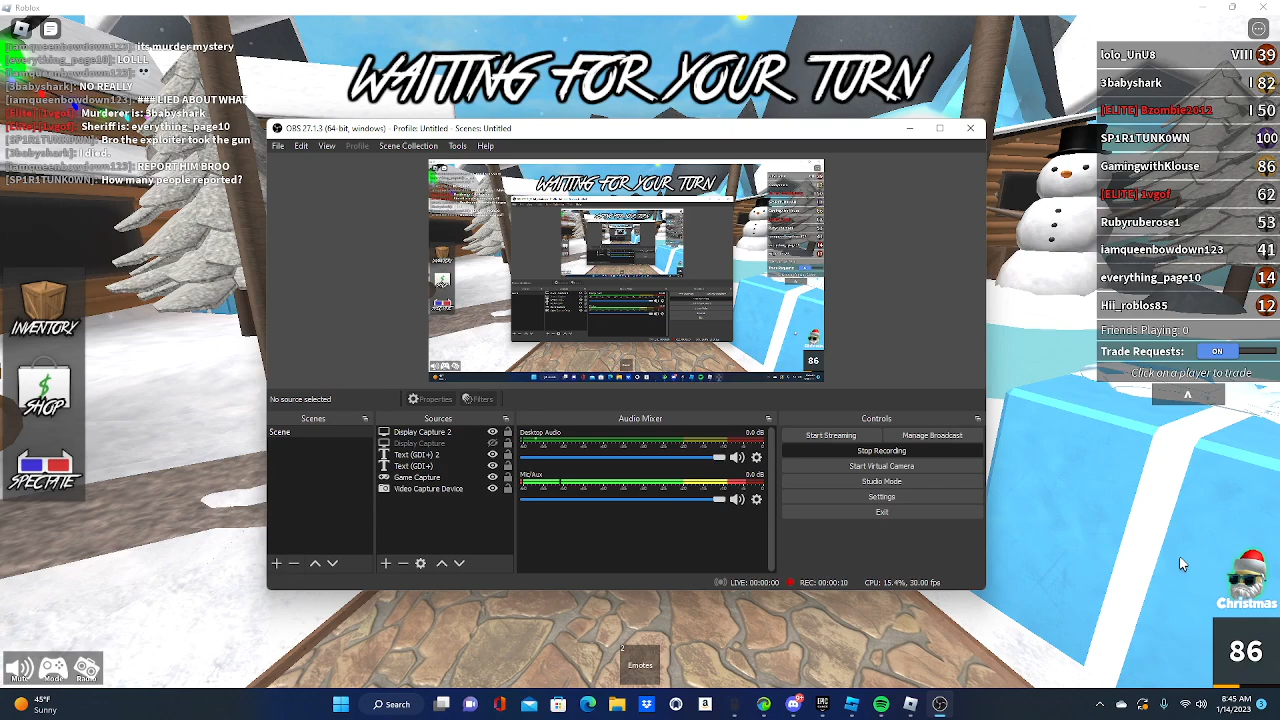 Roblox
[iamqueenbowdown123]: its murder mystery
[everything_page10]: LOLLL
[iamqueenbowdown123]:
[3babyshark]: NO REALLY
[iamqueenbowdown123]: ### LIED ABOUT WHAT
[Elite] [1vgof]: Murderer is: 3babyshark
[Elite] [1vgof]: Sheriff is: everything_page10
[SP1R1TUNK0WN]: Bro the exploiter took the gun
[3babyshark]: I died.
[iamqueenbowdown123]: REPORT HIM BROO
[SP1R1TUNK0WN]: How many people reported?
WAITING FOR YOUR TURN
lolo_UnU8 VIII 39
3babyshark I 82
[ELITE] Bzombie2012 I 50
SP1R1TUNK0WN 100
GamingwithKlouse 86
[ELITE] 1vgof 62
Rubyruberose1 53
iamqueenbowdown123 41
everything_page10 14
Hii_roblos85 12
Friends Playing: 0
Trade Requests: ON
Click on a player to trade
INVENTORY
SHOP
SPECTATE
OBS 27.1.3 (64-bit, windows) - Profile: Untitled - Scenes: Untitled
File Edit View Profile Scene Collection Tools Help
WAITING FOR YOUR TURN
86
No source selected
Properties Filters
Scenes
Scene
Sources
Display Capture 2
Display Capture
Text (GDI+) 2
Text (GDI+)
Game Capture
Video Capture Device
Audio Mixer
Desktop Audio 0.0 dB
Mic/Aux 0.0 dB
Controls
Start Streaming Manage Broadcast
Stop Recording
Start Virtual Camera
Studio Mode
Settings
Exit
LIVE: 00:00:00 REC: 00:00:10 CPU: 15.4%, 30.00 fps
Christmas
86
2
Emotes
Mute Mode Radio
45°F
Sunny
Search
8:45 AM
1/14/2023
3